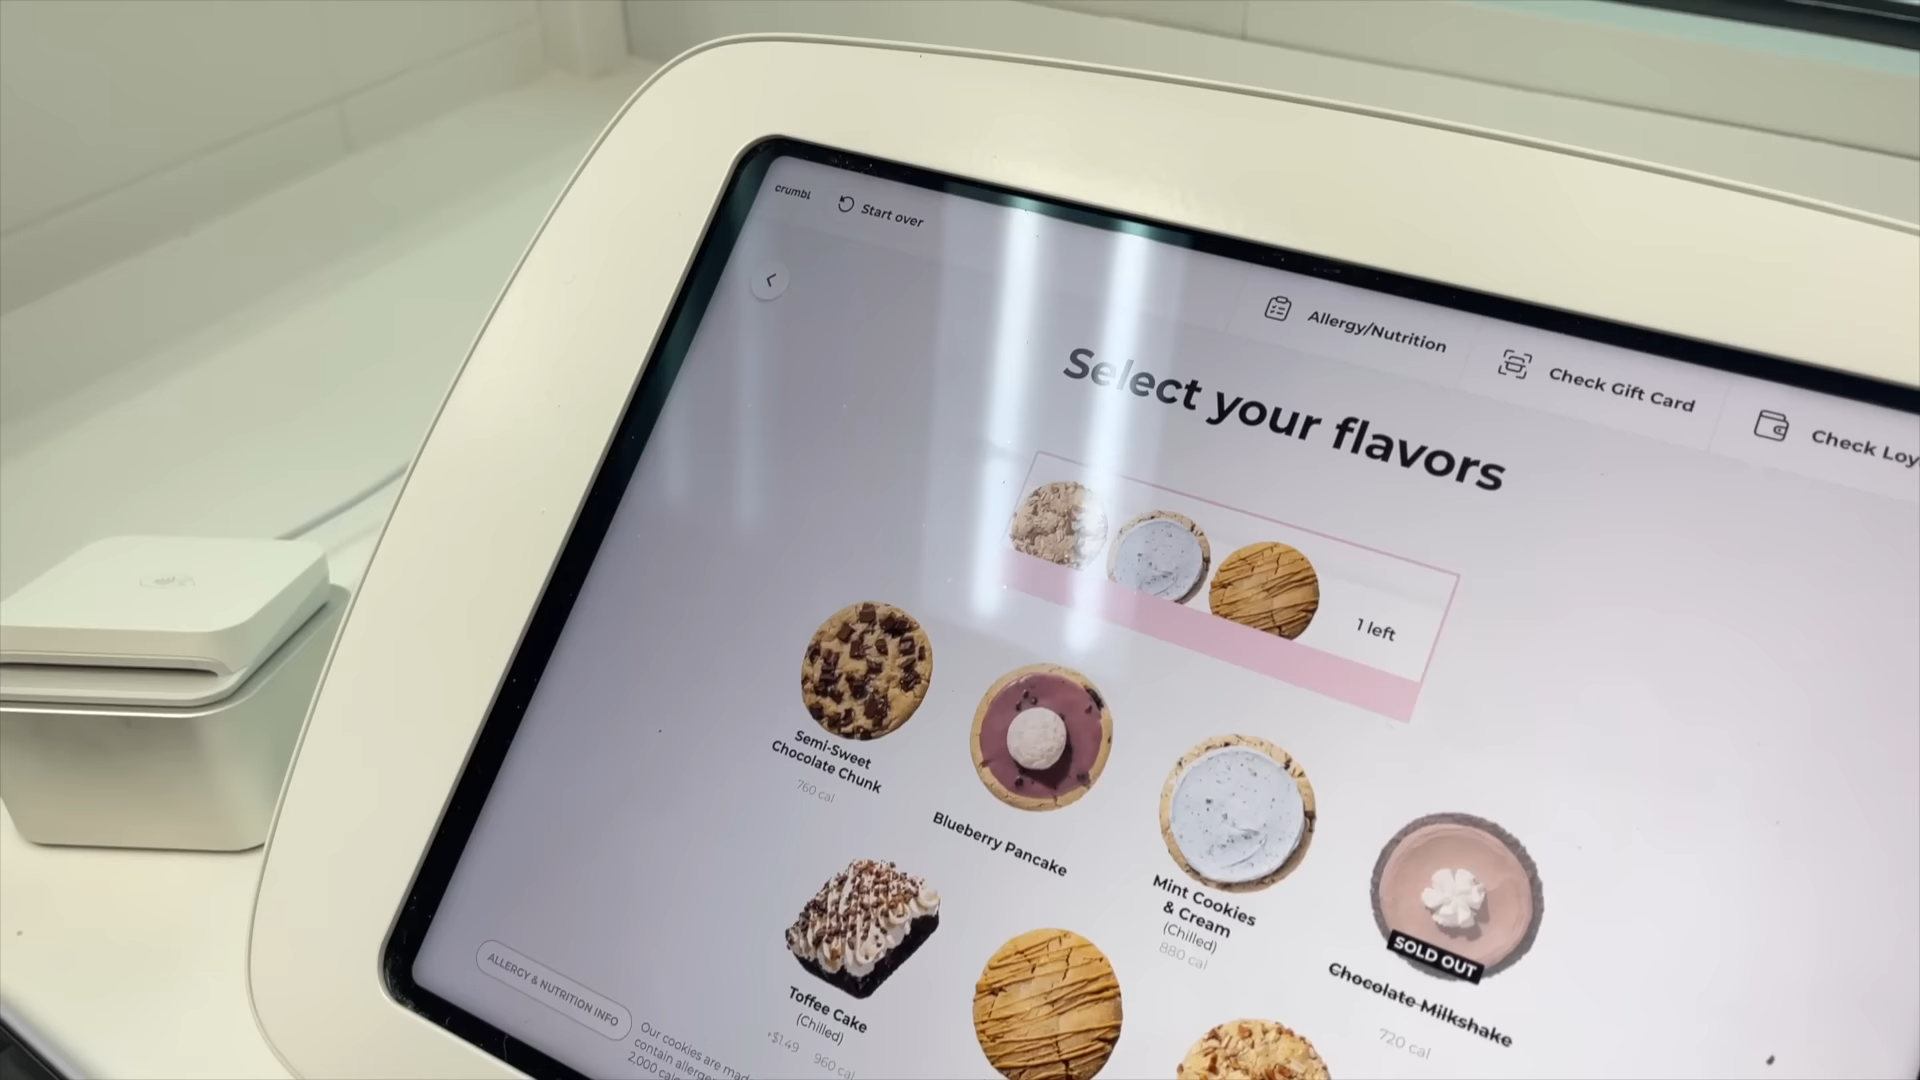 crumbl
Start over
Allergy/Nutrition
Check Gift Card
Check Loy
Select your flavors
1 left
Semi-Sweet
Chocolate Chunk
760 cal
Blueberry Pancake
Mint Cookies
& Cream
(Chilled)
880 cal
SOLD OUT
Chocolate Milkshake
720 cal
Toffee Cake
(Chilled)
+$1.49 960 cal
ALLERGY & NUTRITION INFO
Our cookies are mad
contain allerge
2,000 calo